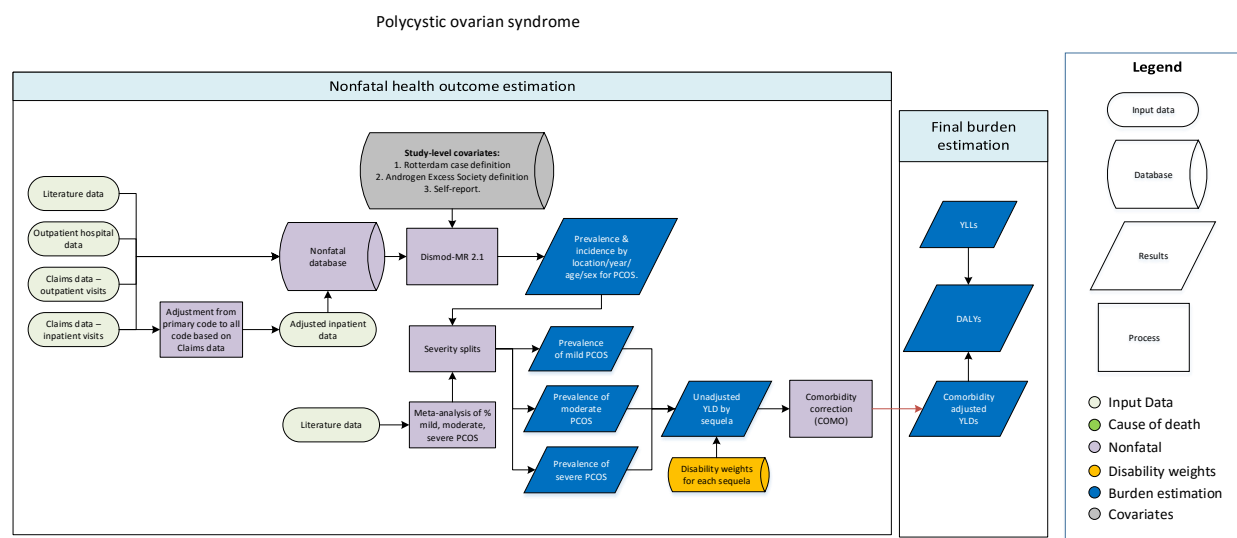 Polycystic ovarian syndrome
Nonfatal health outcome estimation
Study-level covariates:
1. Rotterdam case definition
2. Androgen Excess Society definition
3. Self-report.
Literature data
Outpatient hospital
data
Claims data –
outpatient visits
Claims data –
inpatient visits
Adjustment from
primary code to all
code based on
Claims data
Adjusted inpatient
data
Nonfatal
database
Dismod-MR 2.1
Prevalence &
incidence by
location/year/
age/sex for PCOS.
Severity splits
Literature data
Meta-analysis of %
mild, moderate,
severe PCOS
Prevalence
of mild PCOS
Prevalence of
moderate
PCOS
Prevalence of
severe PCOS
Unadjusted
YLD by
sequela
Disability weights
for each sequela
Comorbidity
correction
(COMO)
Final burden
estimation
YLLs
DALYs
Comorbidity
adjusted
YLDs
Legend
Input data
Database
Results
Process
Input Data
Cause of death
Nonfatal
Disability weights
Burden estimation
Covariates